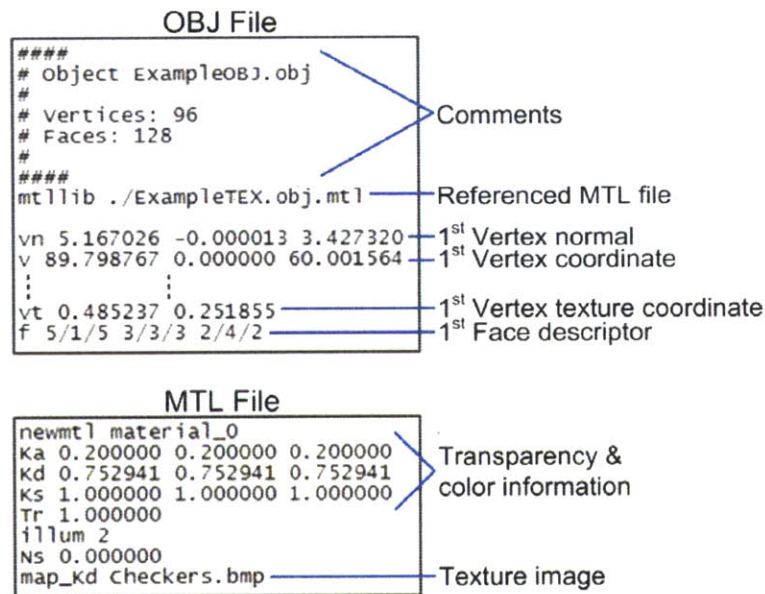 OBJ File
####
# Object ExampleOBJ.obj
#
# Vertices: 96
# Faces: 128
#
####
Comments
mtllib ./ExampleTEX.obj.mtl
Referenced MTL file
vn 5.167026 -0.000013 3.427320
1st Vertex normal
v 89.798767 0.000000 60.001564
1st Vertex coordinate
vt 0.485237 0.251855
1st Vertex texture coordinate
f 5/1/5 3/3/3 2/4/2
1st Face descriptor
MTL File
newmtl material_0
Ka 0.200000 0.200000 0.200000
Kd 0.752941 0.752941 0.752941
Ks 1.000000 1.000000 1.000000
Tr 1.000000
Transparency &
color information
illum 2
Ns 0.000000
map_Kd Checkers.bmp
Texture image